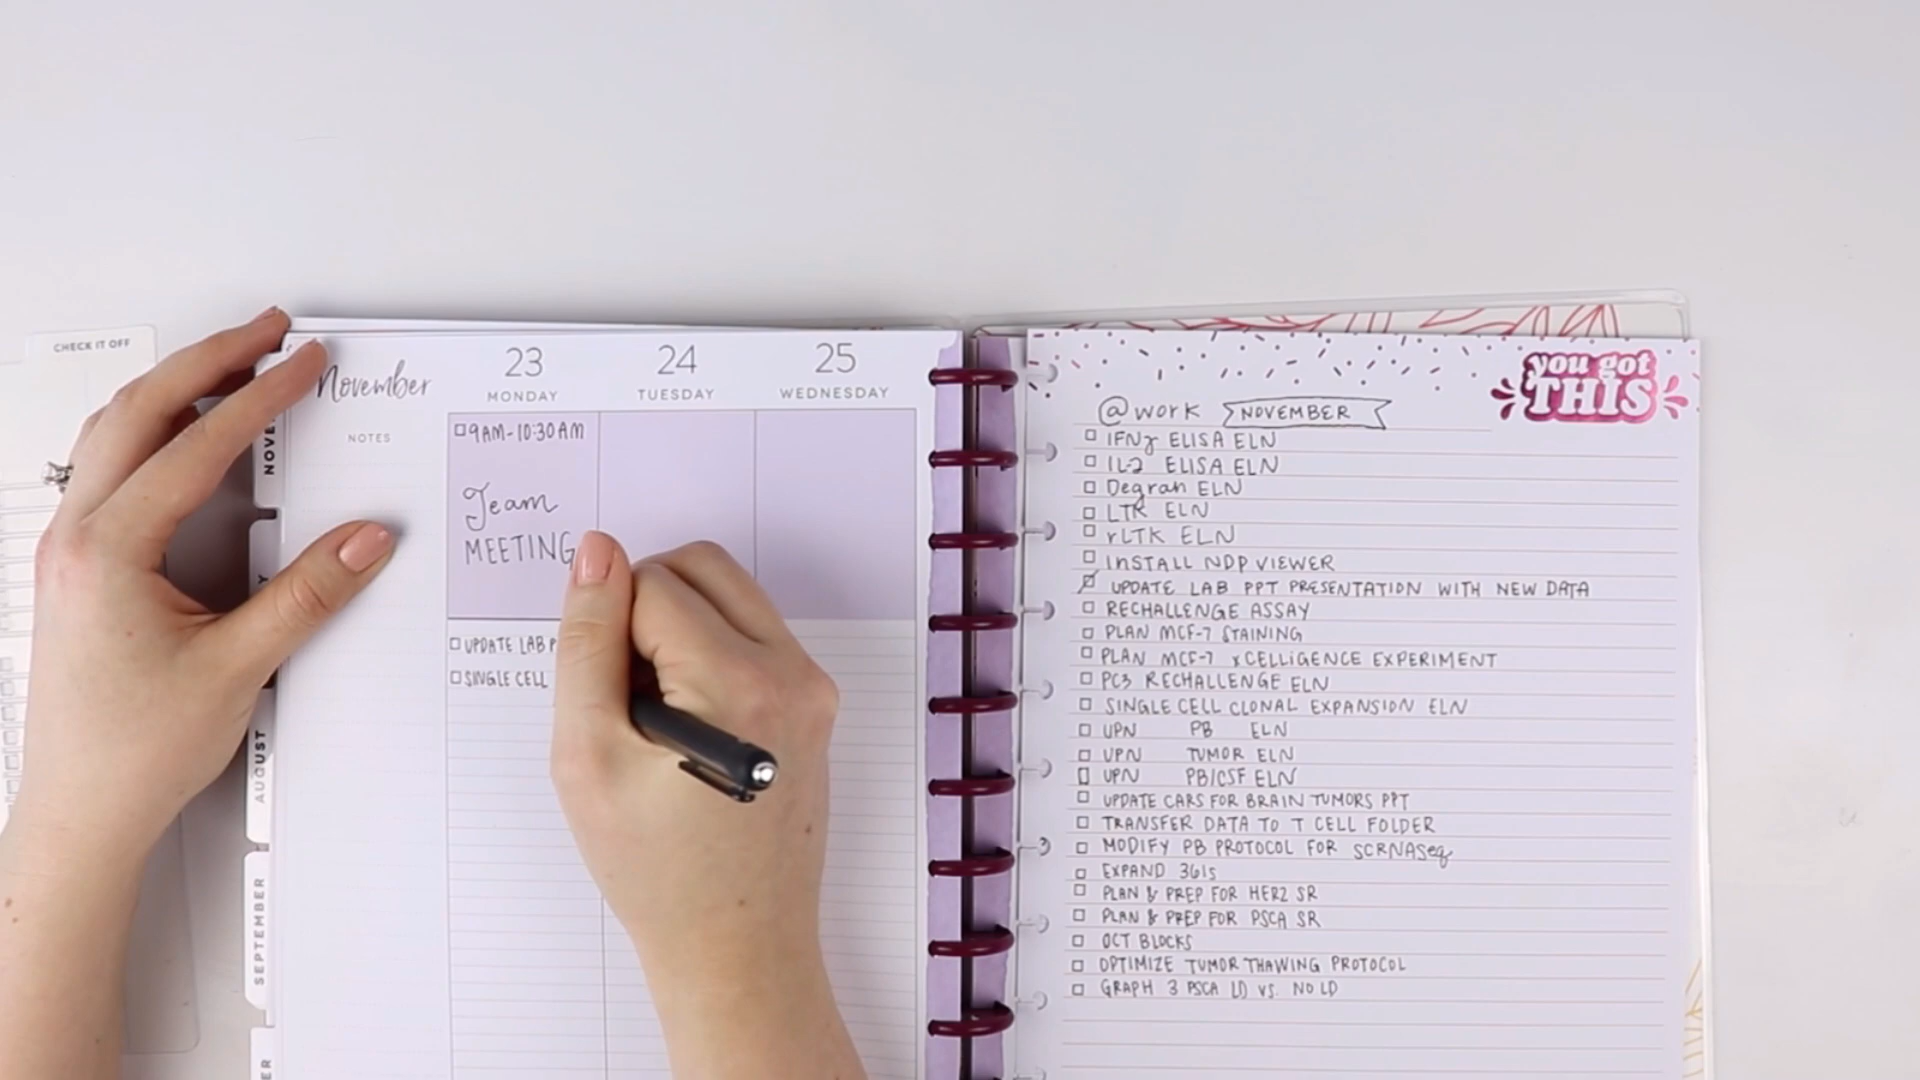 CHECK IT OFF
November
NOTES
23
MONDAY
24
TUESDAY
25
WEDNESDAY
9AM-10:30AM
Team
MEETING
UPDATE LAB P
SINGLE CELL
NOVE
AUGUST
SEPTEMBER
ER
you got
THIS
@work NOVEMBER
IFNγ ELISA ELN
IL-2 ELISA ELN
Degran ELN
LTK ELN
rLTK ELN
INSTALL NDP VIEWER
UPDATE LAB PPT PRESENTATION WITH NEW DATA
RECHALLENGE ASSAY
PLAN MCF-7 STAINING
PLAN MCF-7 xCELLIGENCE EXPERIMENT
PC3 RECHALLENGE ELN
SINGLE CELL CLONAL EXPANSION ELN
UPN PB ELN
UPN TUMOR ELN
UPN PB/CSF ELN
UPDATE CARS FOR BRAIN TUMORS PPT
TRANSFER DATA TO T CELL FOLDER
MODIFY PB PROTOCOL FOR SCRNASeq
EXPAND 361s
PLAN & PREP FOR HER2 SR
PLAN & PREP FOR PSCA SR
OCT BLOCKS
OPTIMIZE TUMOR THAWING PROTOCOL
GRAPH 3 PSCA LD VS. NO LD